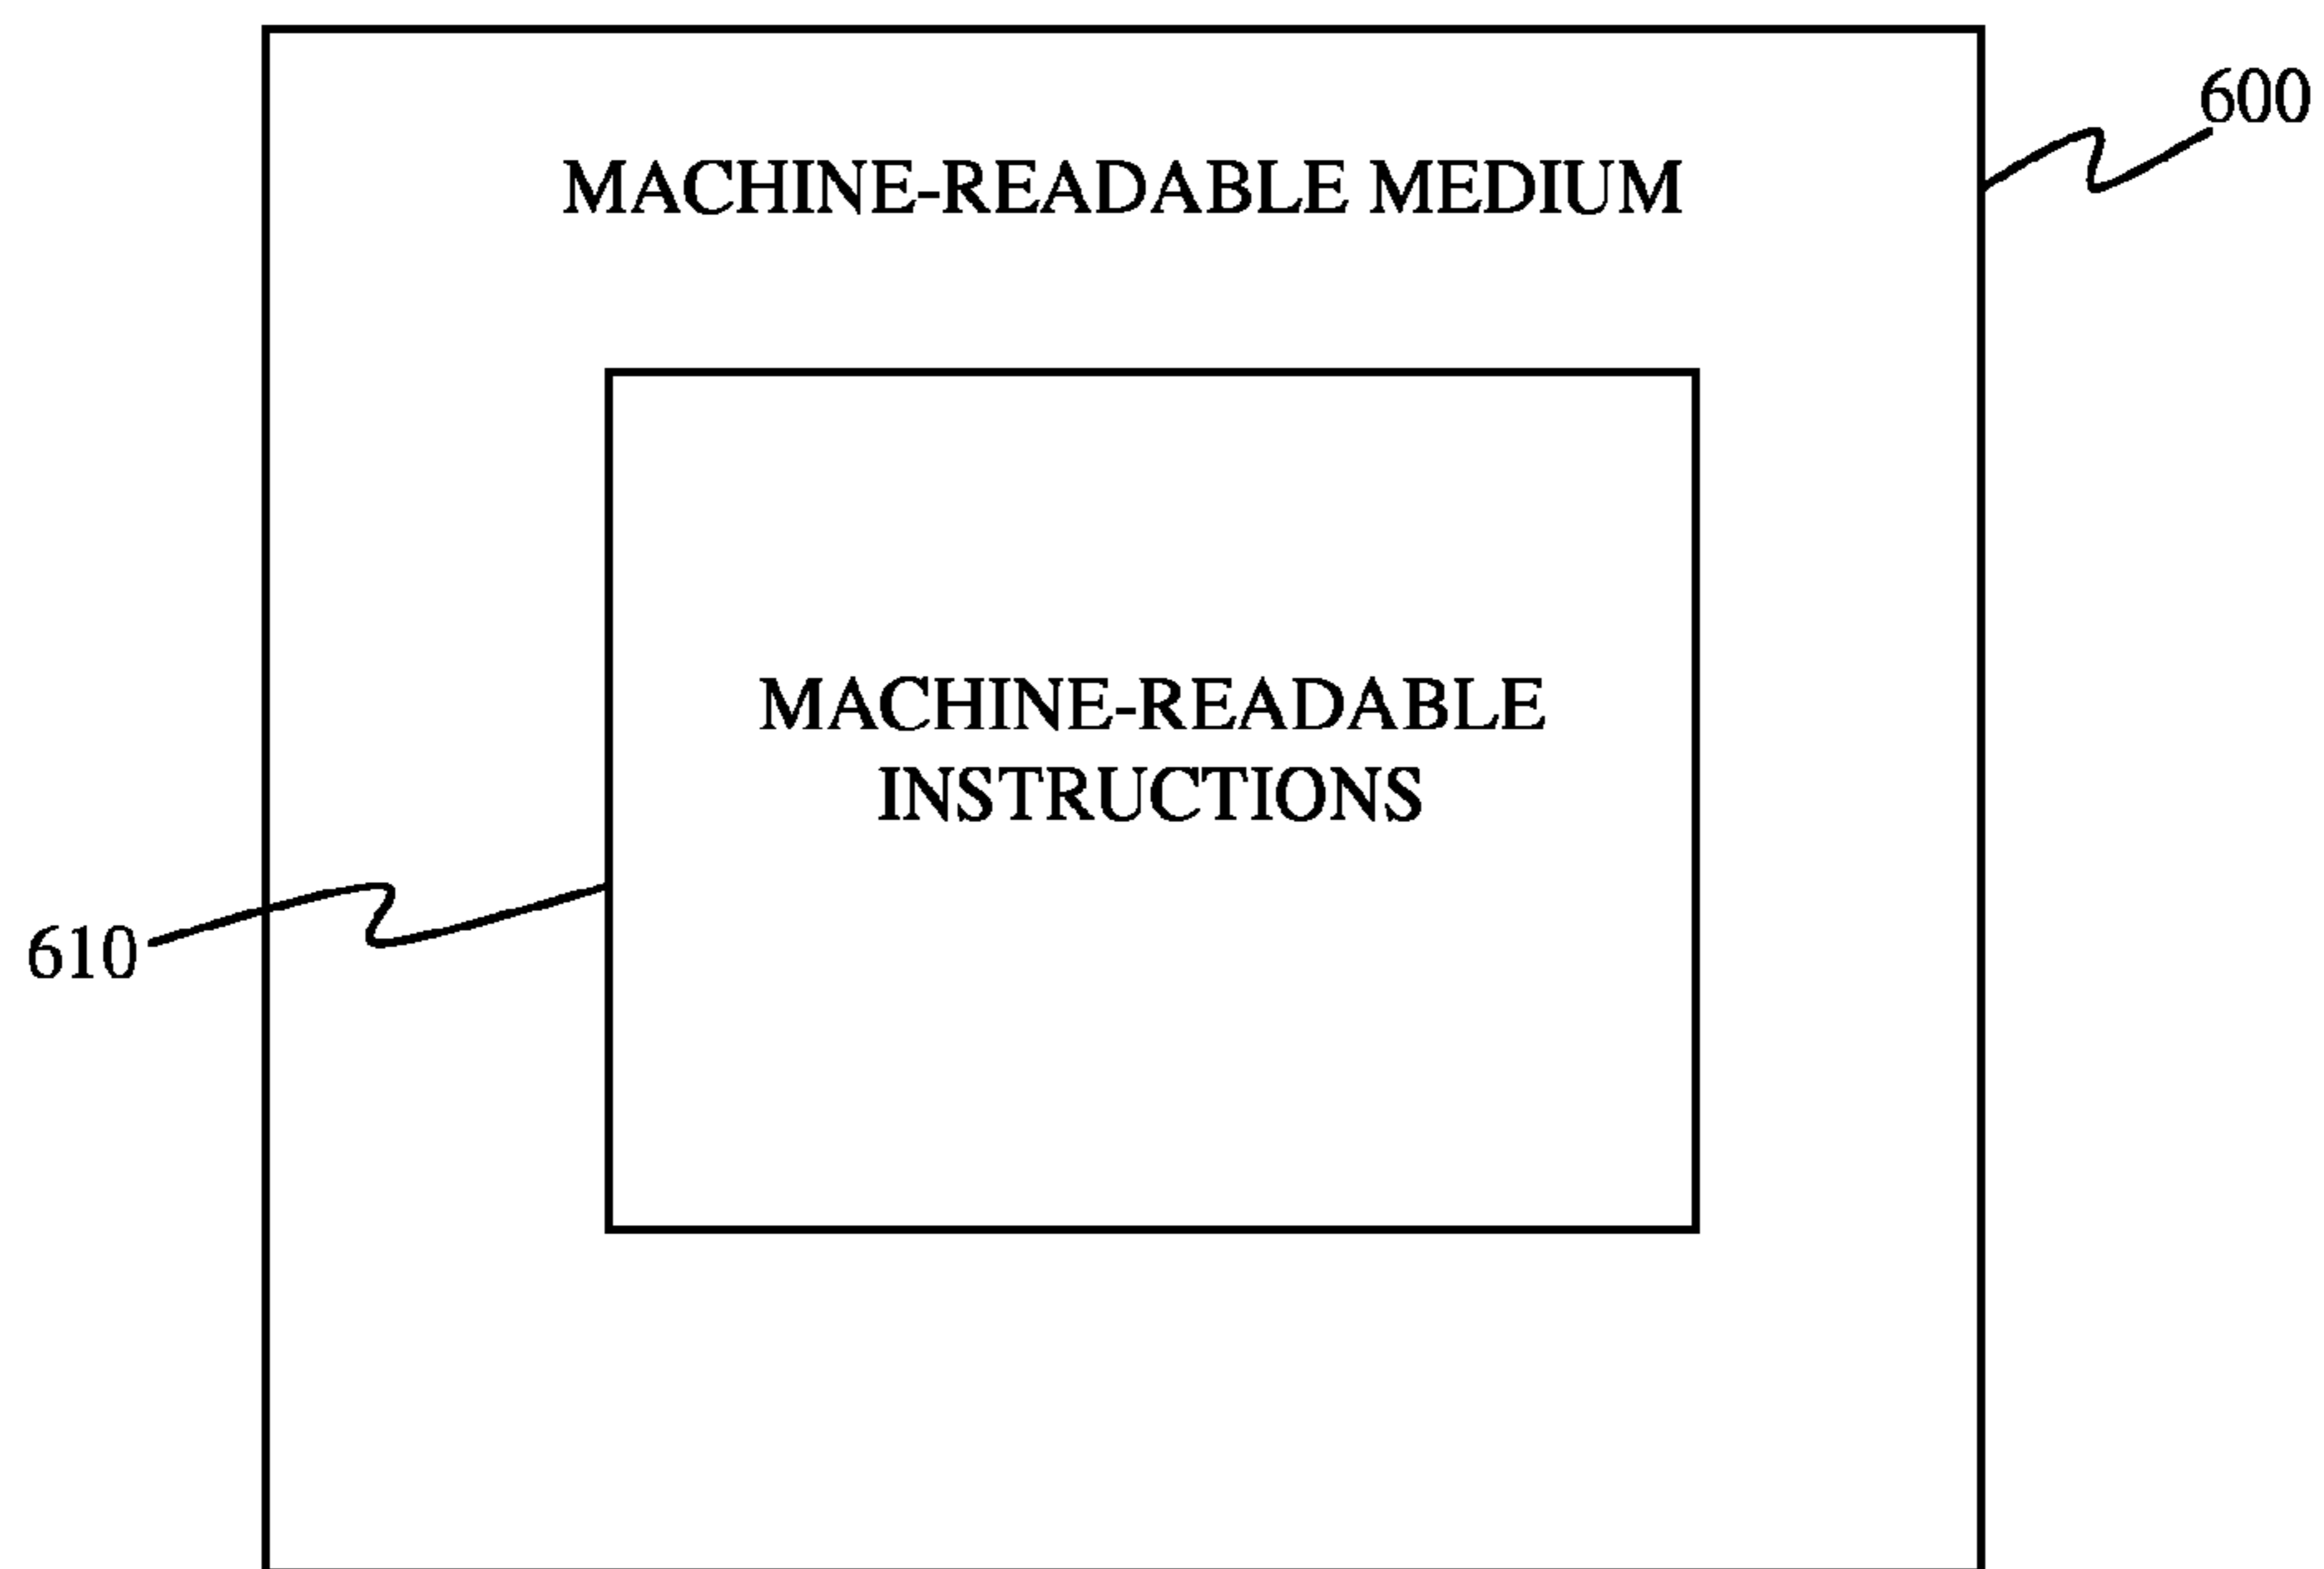 600
MACHINE-READABLE MEDIUM
MACHINE-READABLE
INSTRUCTIONS
610